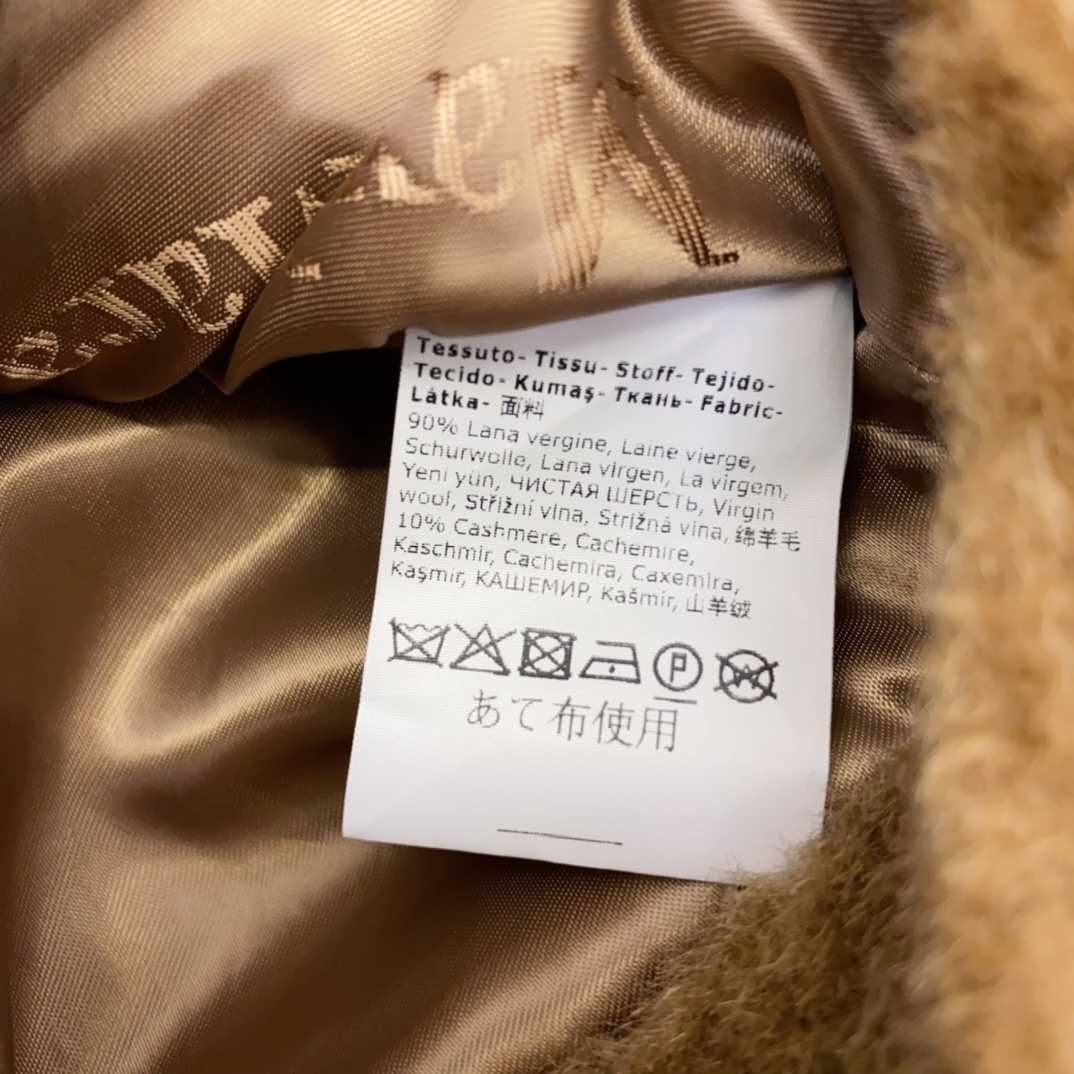 Tessuto- Tissu- Stoff- Tejido-
Tecido- Kumaş- Ткань- Fabric-
Látka- 面料
90% Lana vergine, Laine vierge,
Schurwolle, Lana virgen, La virgem,
Yeni yün, ЧИСТАЯ ШЕРСТЬ, Virgin
wool, Střižní vlna, Strižná vlna, 绵羊毛
10% Cashmere, Cachemire,
Kaschmir, Cachemira, Caxemira,
Kaşmir, КАШЕМИР, Kašmír, 山羊绒
P W
あて布使用